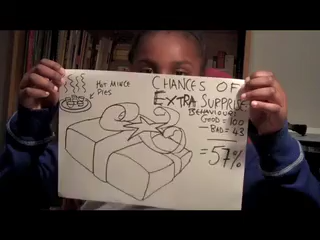 HOT MINCE
PIES
CHANCES OF
EXTRA SURPRISE
BEHAVIOUR
GOOD = 100
— BAD = 43
= 57%